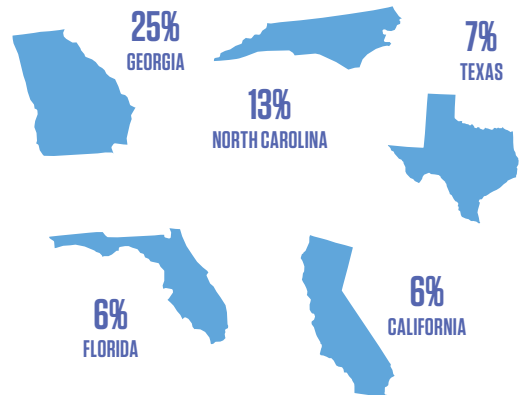 25%
GEORGIA
13%
NORTH CAROLINA
7%
TEXAS
6%
FLORIDA
6%
CALIFORNIA